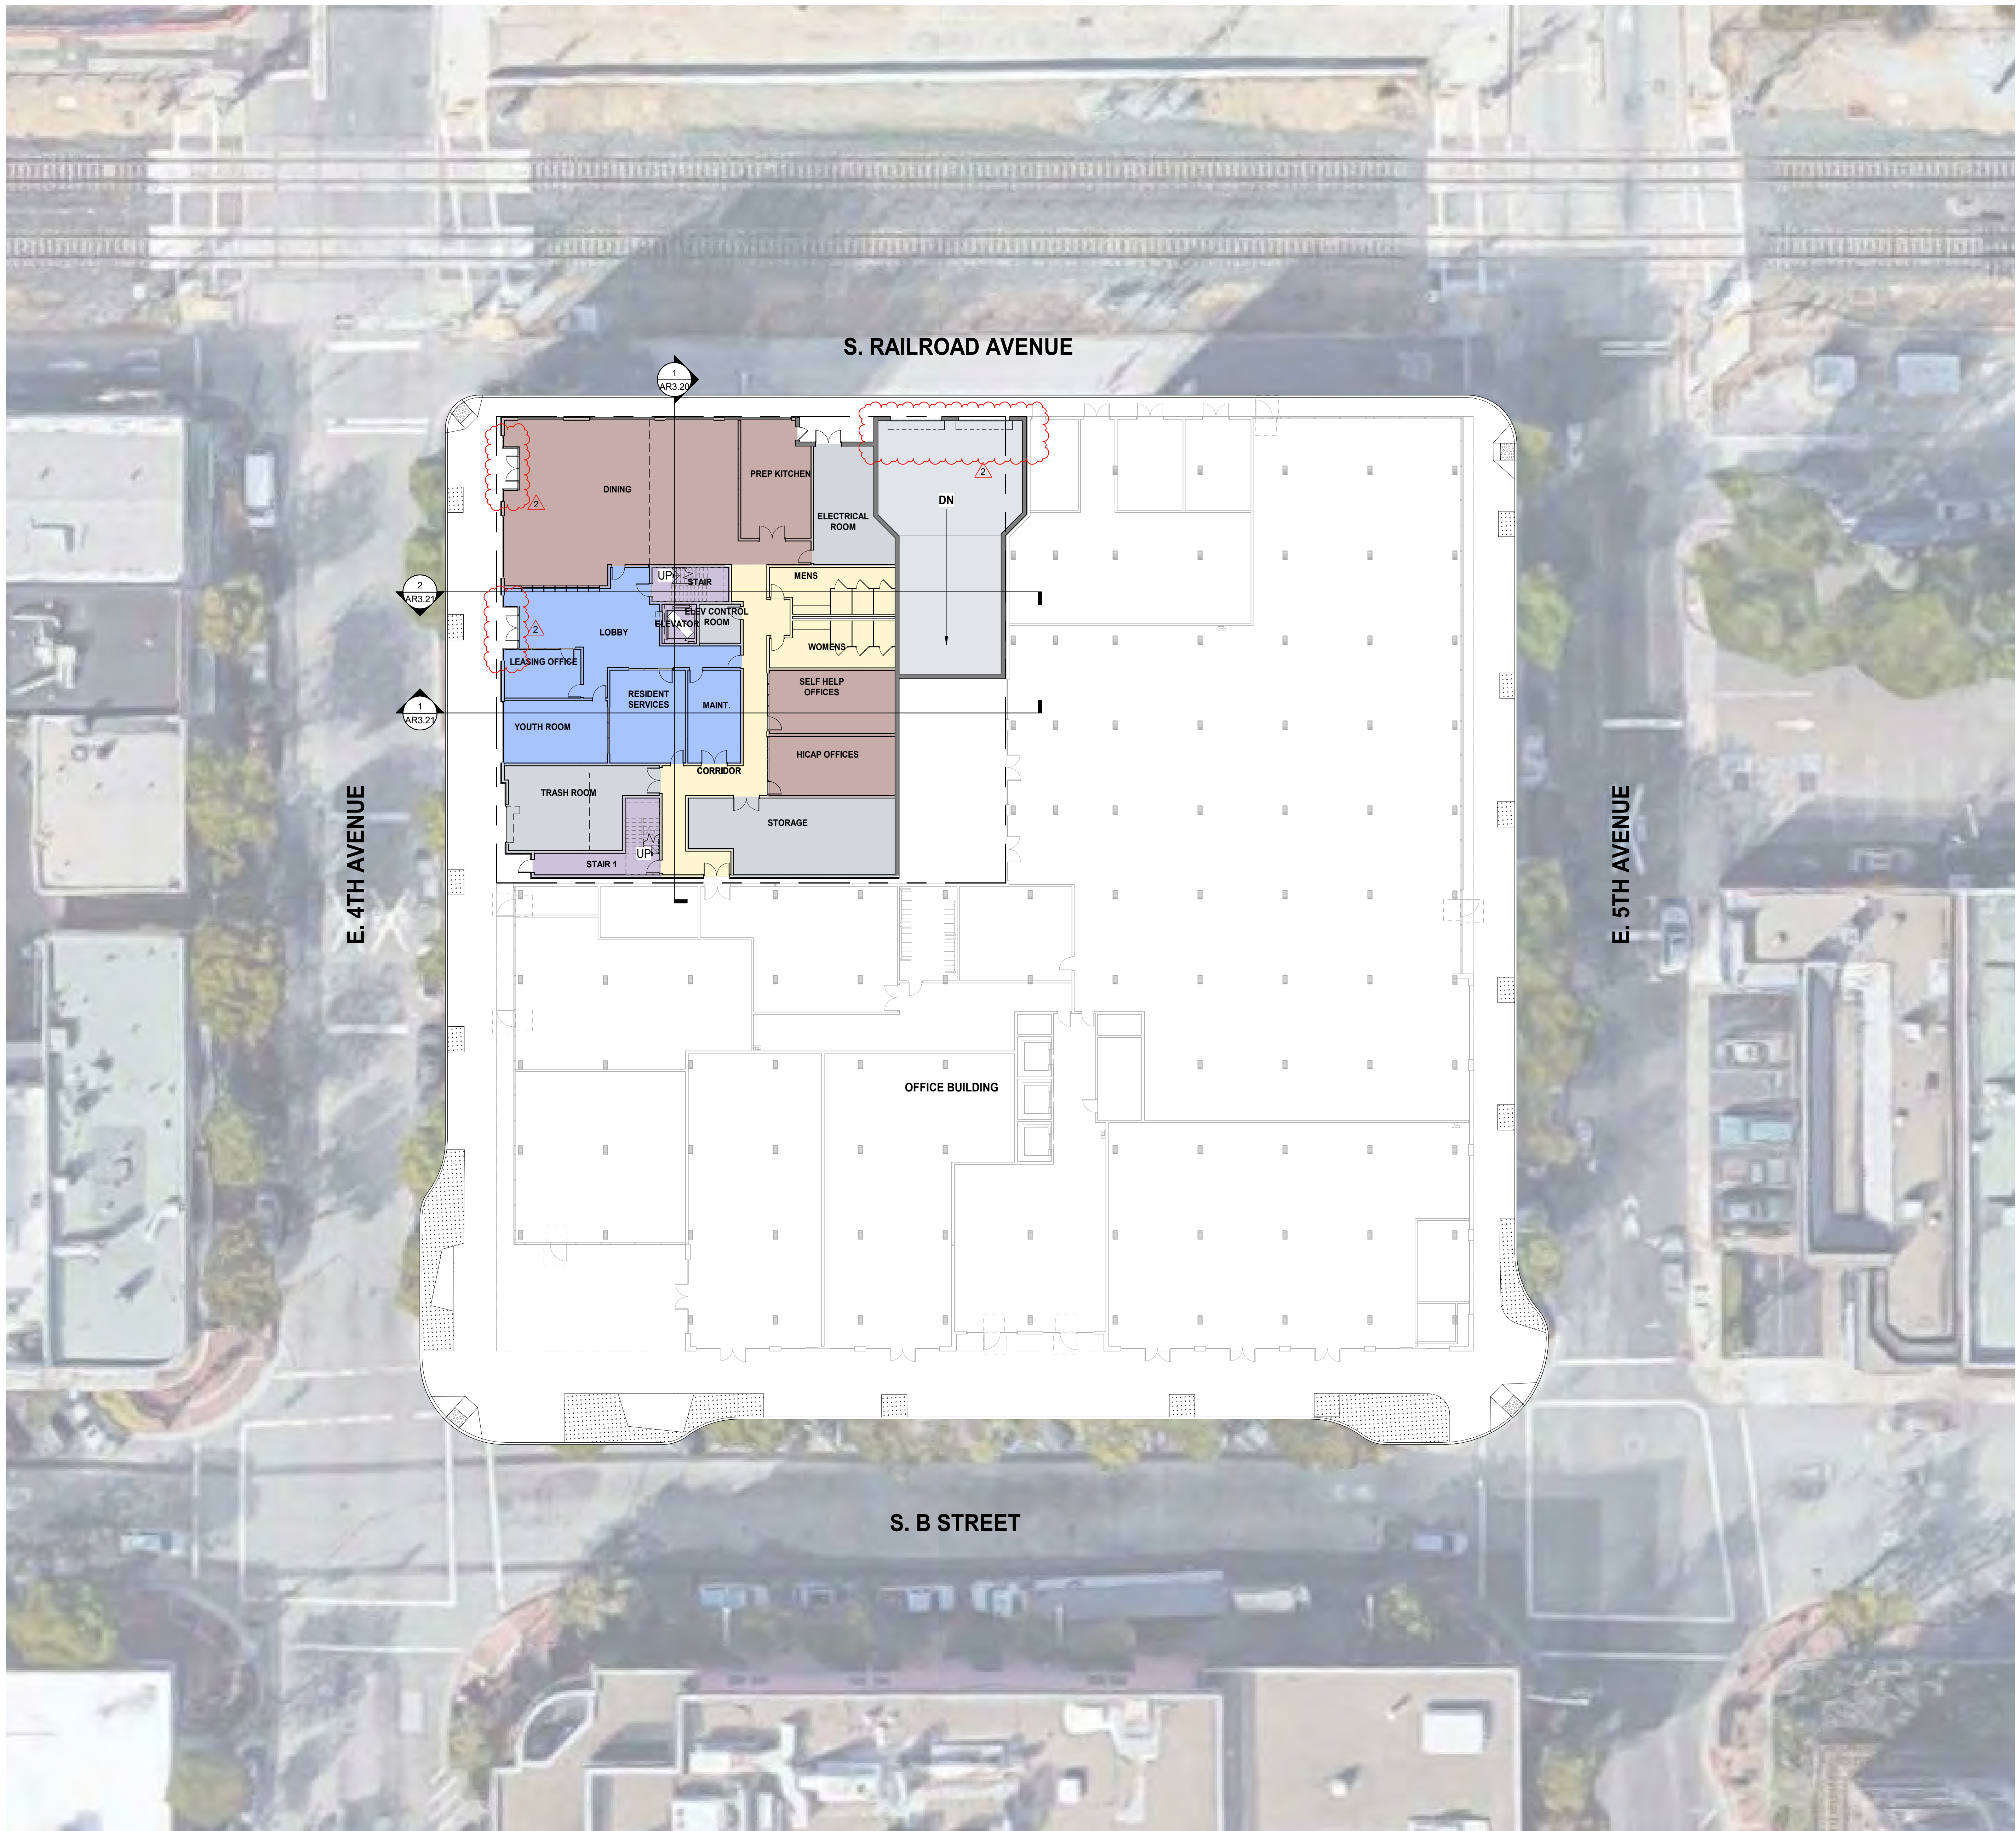 S. RAILROAD AVENUE
1
AR3.20
2
DINING
PREP KITCHEN
2
DN
ELECTRICAL
ROOM
UP
STAIR
MENS
2
AR3.21
ELEV CONTROL
ROOM
ELEVATOR
2
LOBBY
WOMENS
LEASING OFFICE
SELF HELP
OFFICES
RESIDENT
SERVICES
MAINT.
1
AR3.21
YOUTH ROOM
HICAP OFFICES
CORRIDOR
TRASH ROOM
STORAGE
UP
STAIR 1
E. 4TH AVENUE
E. 5TH AVENUE
OFFICE BUILDING
S. B STREET